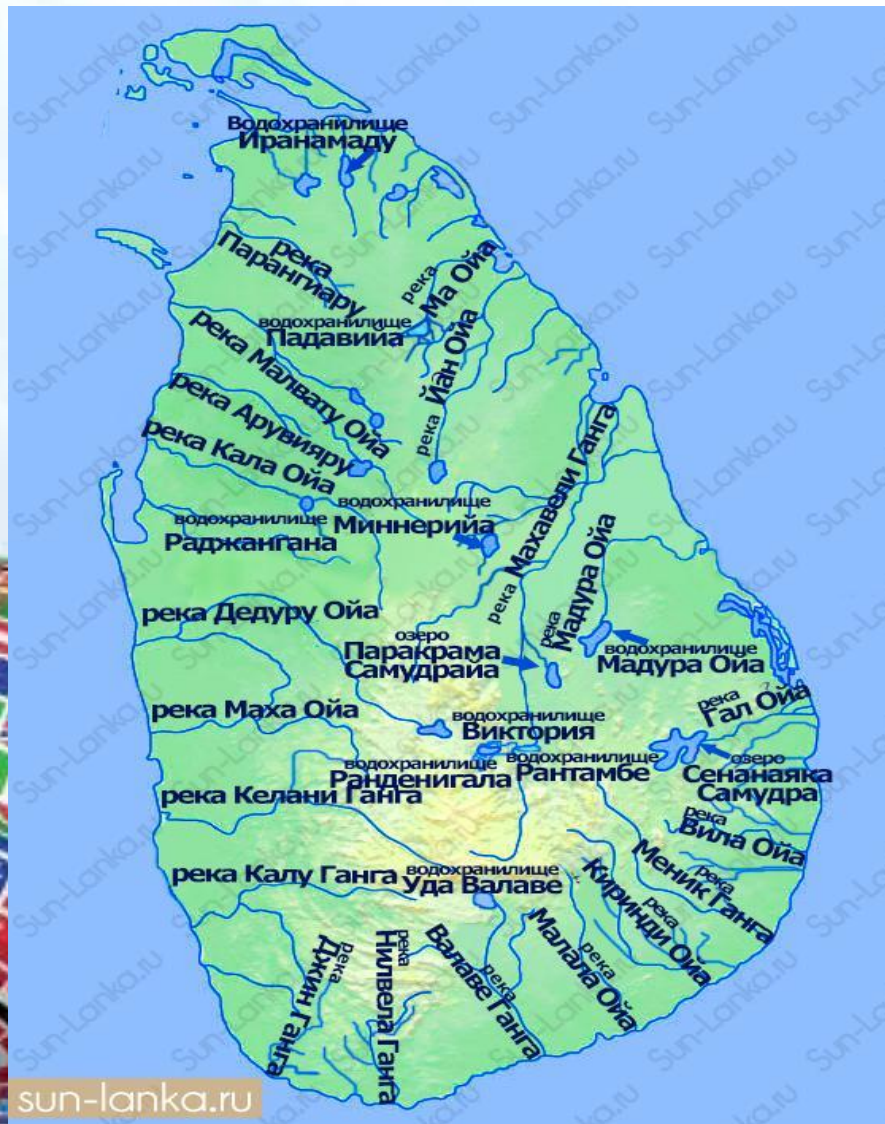 Водохранилище
Иранамаду
река
Парангиару
река
Ма Ойа
водохранилище
Падавийа
река Йан Ойа
река Малвату Ойа
река Арувияру
река Кала Ойа
водохранилище
Миннерийа
водохранилище
Раджангана
река Махавели Ганга
река
Мадура Ойа
река Дедуру Ойа
озеро
Паракрама
Самудрайа
водохранилище
Мадура Ойа
река
Гал Ойа
река Маха Ойа
водохранилище
Виктория
водохранилище
Ранденигала
водохранилище
Рантамбе
озеро
Сенанаяка
Самудра
река Келани Ганга
река
Вила Ойа
река
Меник Ганга
река Калу Ганга
водохранилище
Уда Валаве
река
Киринди Ойа
река
Малала Ойа
река
Валаве Ганга
река
Нилвела Ганга
река
Джин Ганга
sun-lanka.ru
Sun-Lanka.ru